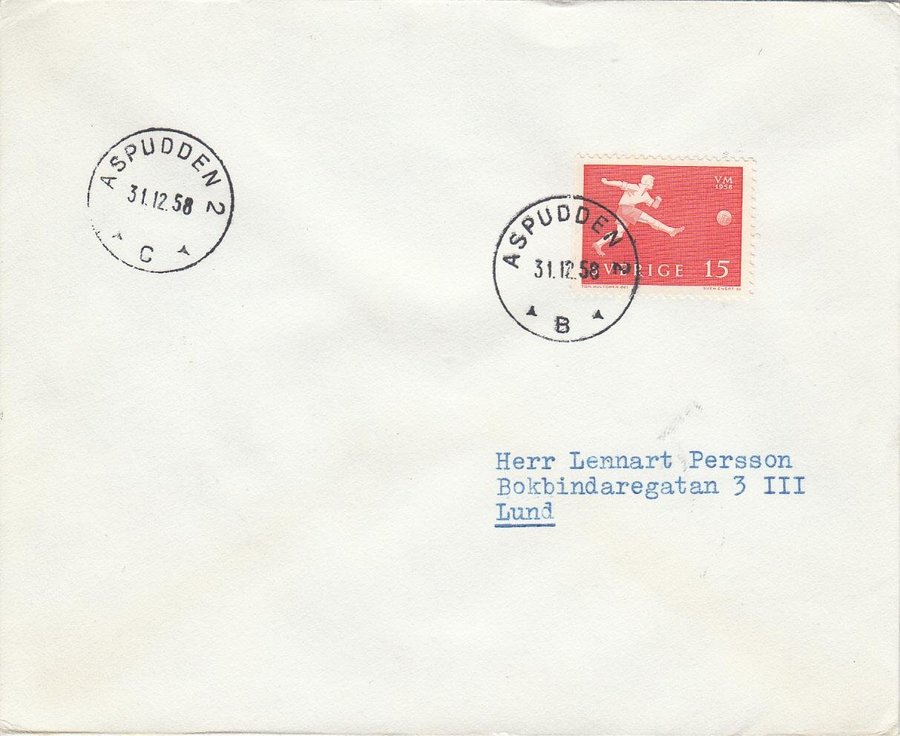 ASPUDDEN 2
31.12.58
C
ASPUDDEN 2
31.12.58
B
VM
1958
SVERIGE 15
Herr Lennart Persson
Bokbindaregatan 3 III
Lund